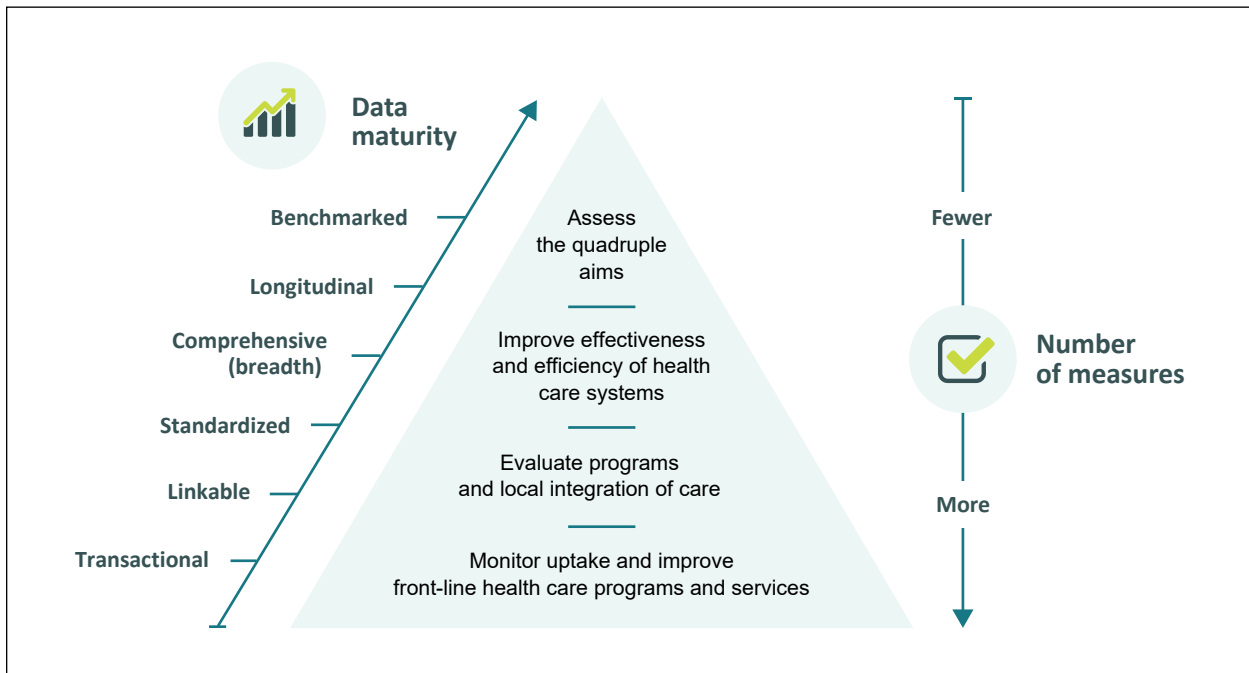 Data
maturity
Benchmarked
Longitudinal
Comprehensive
(breadth)
Standardized
Linkable
Transactional
Assess
the quadruple
aims
Improve effectiveness
and efficiency of health
care systems
Evaluate programs
and local integration of care
Monitor uptake and improve
front-line health care programs and services
Fewer
Number
of measures
More